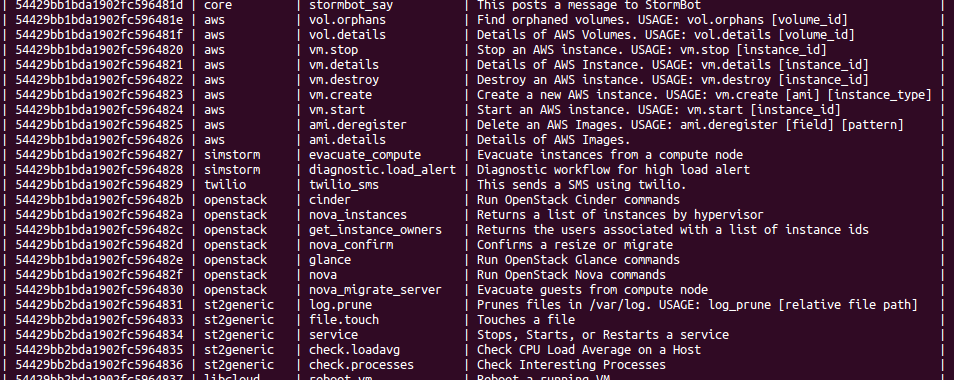 | 54429bb1bda1902fc596481d | core | stormbot_say | This posts a message to StormBot |
| 54429bb1bda1902fc596481e | aws | vol.orphans | Find orphaned volumes. USAGE: vol.orphans [volume_id] |
| 54429bb1bda1902fc596481f | aws | vol.details | Details of AWS Volumes. USAGE: vol.details [volume_id] |
| 54429bb1bda1902fc5964820 | aws | vm.stop | Stop an AWS instance. USAGE: vm.stop [instance_id] |
| 54429bb1bda1902fc5964821 | aws | vm.details | Details of AWS Instance. USAGE: vm.details [instance_id] |
| 54429bb1bda1902fc5964822 | aws | vm.destroy | Destroy an AWS instance. USAGE: vm.destroy [instance_id] |
| 54429bb1bda1902fc5964823 | aws | vm.create | Create a new AWS instance. USAGE: vm.create [ami] [instance_type] |
| 54429bb1bda1902fc5964824 | aws | vm.start | Start an AWS instance. USAGE: vm.start [instance_id] |
| 54429bb1bda1902fc5964825 | aws | ami.deregister | Delete an AWS Images. USAGE: ami.deregister [field] [pattern] |
| 54429bb1bda1902fc5964826 | aws | ami.details | Details of AWS Images. |
| 54429bb1bda1902fc5964827 | simstorm | evacuate_compute | Evacuate instances from a compute node |
| 54429bb1bda1902fc5964828 | simstorm | diagnostic.load_alert | Diagnostic workflow for high load alert |
| 54429bb1bda1902fc5964829 | twilio | twilio_sms | This sends a SMS using twilio. |
| 54429bb1bda1902fc596482b | openstack | cinder | Run OpenStack Cinder commands |
| 54429bb1bda1902fc596482a | openstack | nova_instances | Returns a list of instances by hypervisor |
| 54429bb1bda1902fc596482c | openstack | get_instance_owners | Returns the users associated with a list of instance ids |
| 54429bb1bda1902fc596482d | openstack | nova_confirm | Confirms a resize or migrate |
| 54429bb1bda1902fc596482e | openstack | glance | Run OpenStack Glance commands |
| 54429bb1bda1902fc596482f | openstack | nova | Run OpenStack Nova commands |
| 54429bb1bda1902fc5964830 | openstack | nova_migrate_server | Evacuate guests from compute node |
| 54429bb2bda1902fc5964831 | st2generic | log.prune | Prunes files in /var/log. USAGE: log_prune [relative file path] |
| 54429bb2bda1902fc5964833 | st2generic | file.touch | Touches a file |
| 54429bb2bda1902fc5964834 | st2generic | service | Stops, Starts, or Restarts a service |
| 54429bb2bda1902fc5964835 | st2generic | check.loadavg | Check CPU Load Average on a Host |
| 54429bb2bda1902fc5964836 | st2generic | check.processes | Check Interesting Processes |
| 54429bb2bda1902fc5964837 | libcloud | reboot_vm | Reboot a running VM |